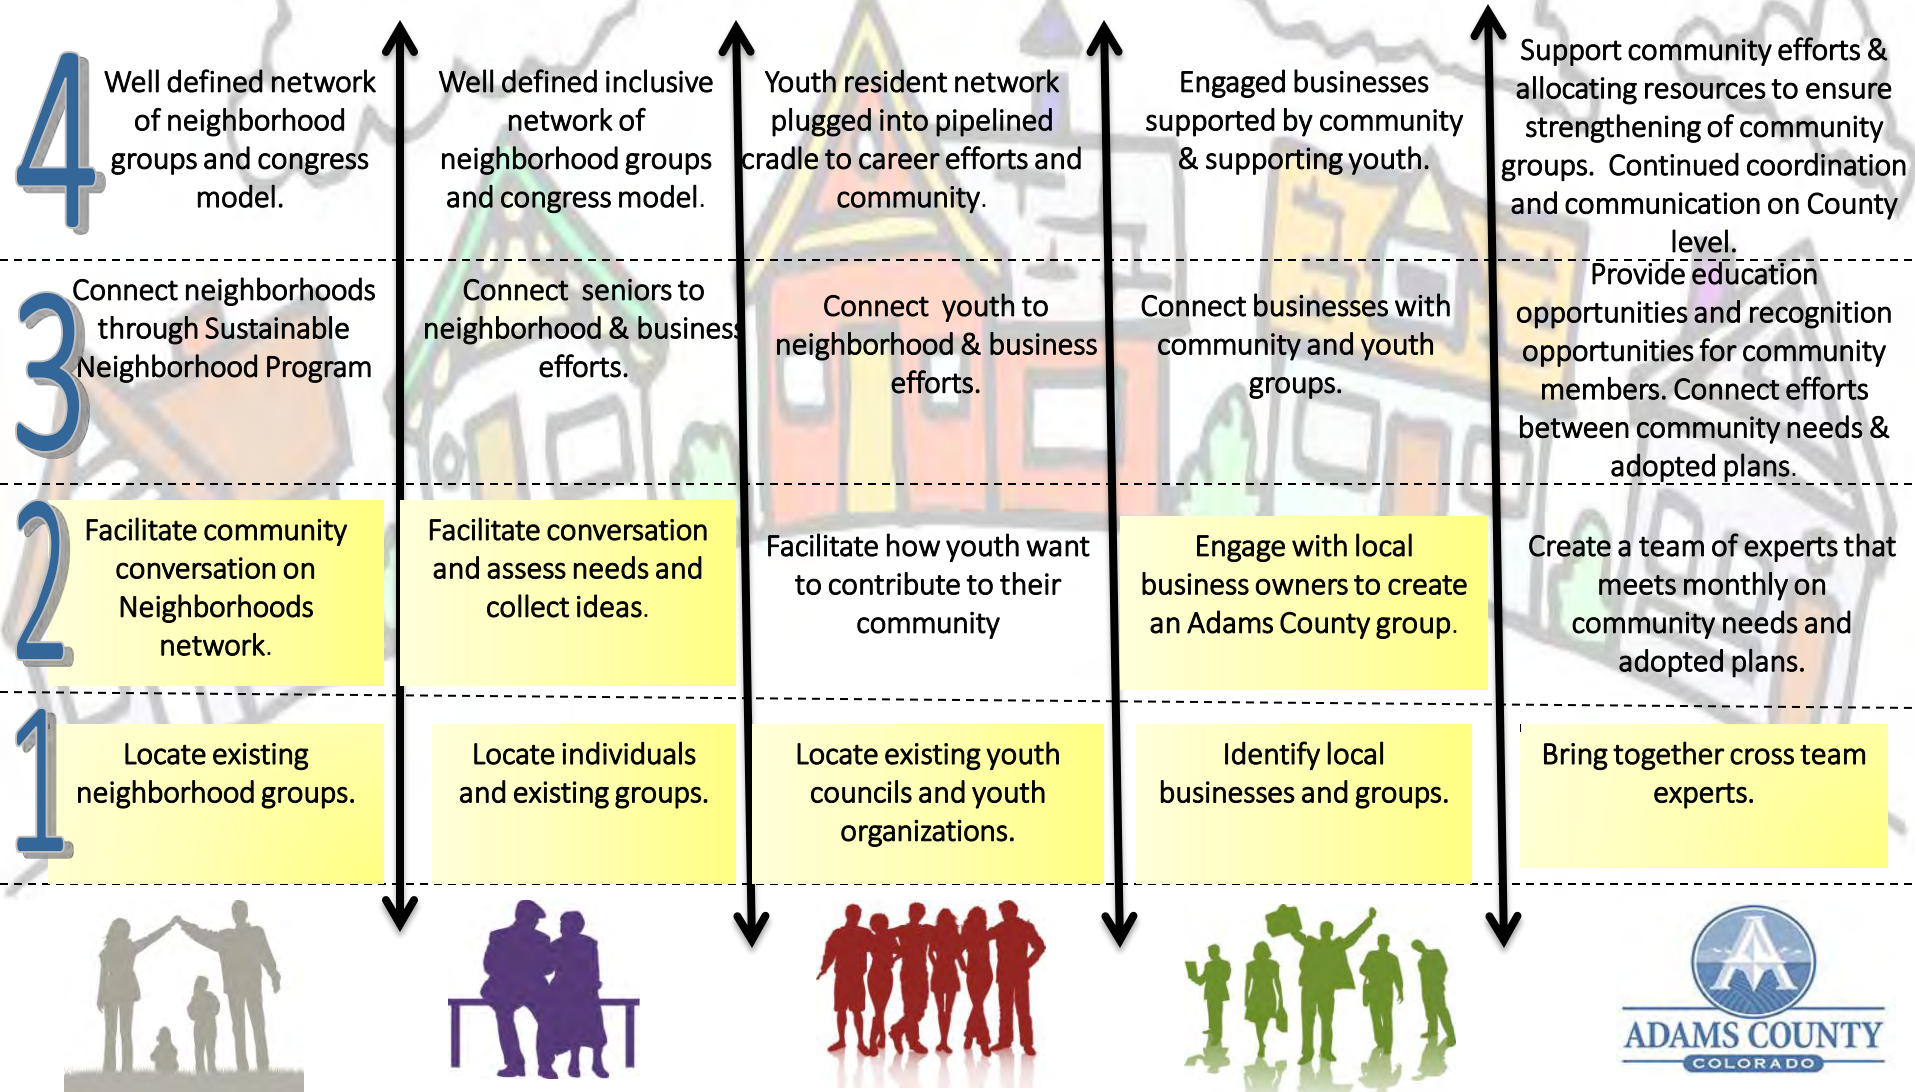 4
Well defined network
of neighborhood
groups and congress
model.
Well defined inclusive
network of
neighborhood groups
and congress model.
Youth resident network
plugged into pipelined
cradle to career efforts and
community.
Engaged businesses
supported by community
& supporting youth.
Support community efforts &
allocating resources to ensure
strengthening of community
groups.  Continued coordination
and communication on County
level.
3
Connect neighborhoods
through Sustainable
Neighborhood Program
Connect  seniors to
neighborhood & business
efforts.
Connect  youth to
neighborhood & business
efforts.
Connect businesses with
community and youth
groups.
Provide education
opportunities and recognition
opportunities for community
members. Connect efforts
between community needs &
adopted plans.
2
Facilitate community
conversation on
Neighborhoods
network.
Facilitate conversation
and assess needs and
collect ideas.
Facilitate how youth want
to contribute to their
community
Engage with local
business owners to create
an Adams County group.
Create a team of experts that
meets monthly on
community needs and
adopted plans.
1
Locate existing
neighborhood groups.
Locate individuals
and existing groups.
Locate existing youth
councils and youth
organizations.
Identify local
businesses and groups.
Bring together cross team
experts.
ADAMS COUNTY
COLORADO